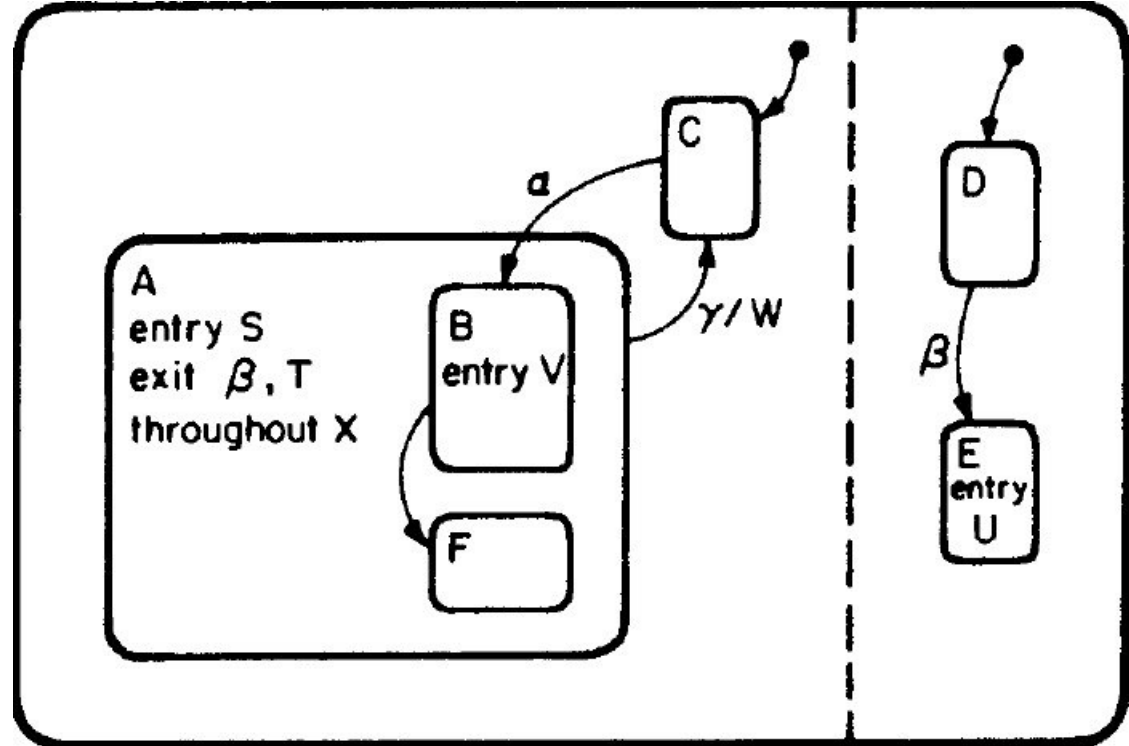 C
D
α
A
entry S
exit β, T
throughout X
B
entry V
γ/W
β
E
entry
U
F